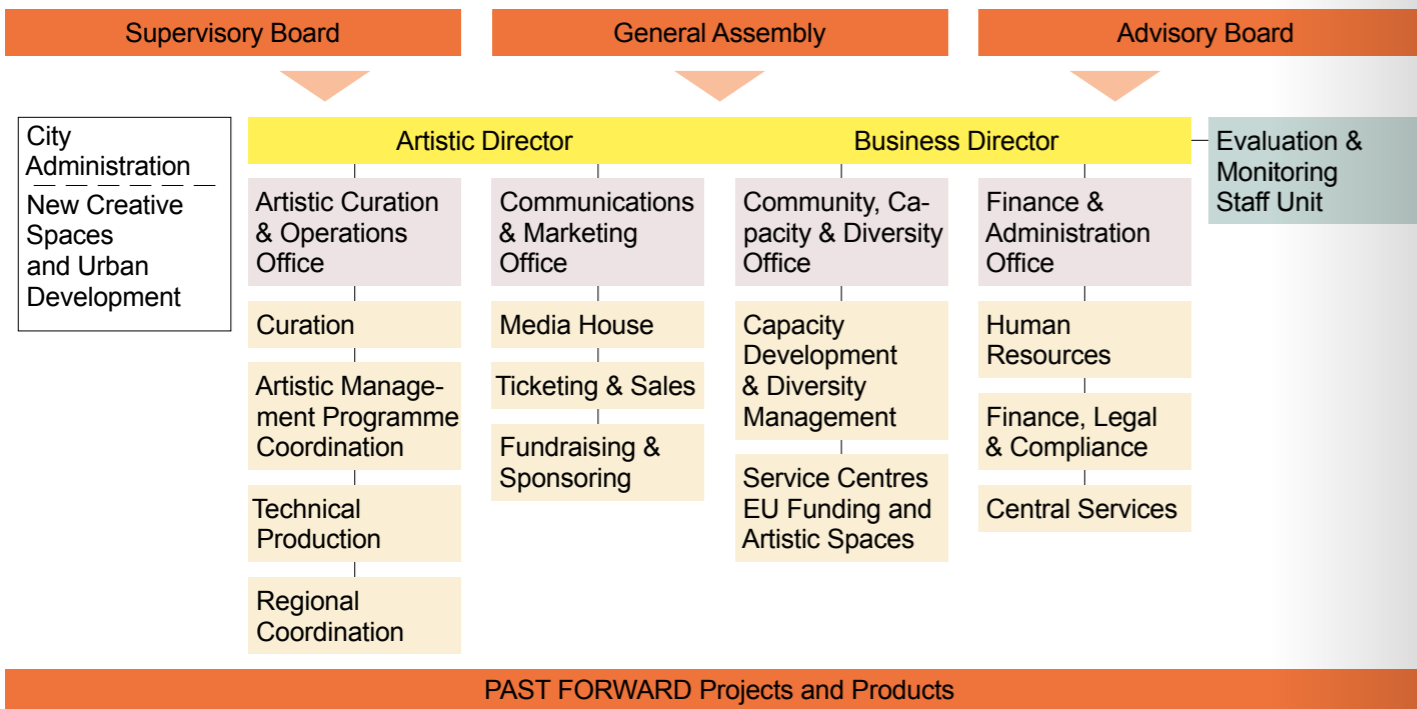 Supervisory Board
General Assembly
Advisory Board
City
Administration
New Creative
Spaces
and Urban
Development
Artistic Director
Business Director
Evaluation &
Monitoring
Staff Unit
Artistic Curation
& Operations
Office
Curation
Artistic Manage-
ment Programme
Coordination
Technical
Production
Regional
Coordination
Communications
& Marketing
Office
Media House
Ticketing & Sales
Fundraising &
Sponsoring
Community, Ca-
pacity & Diversity
Office
Capacity
Development
& Diversity
Management
Service Centres
EU Funding and
Artistic Spaces
Finance &
Administration
Office
Human
Resources
Finance, Legal
& Compliance
Central Services
PAST FORWARD Projects and Products